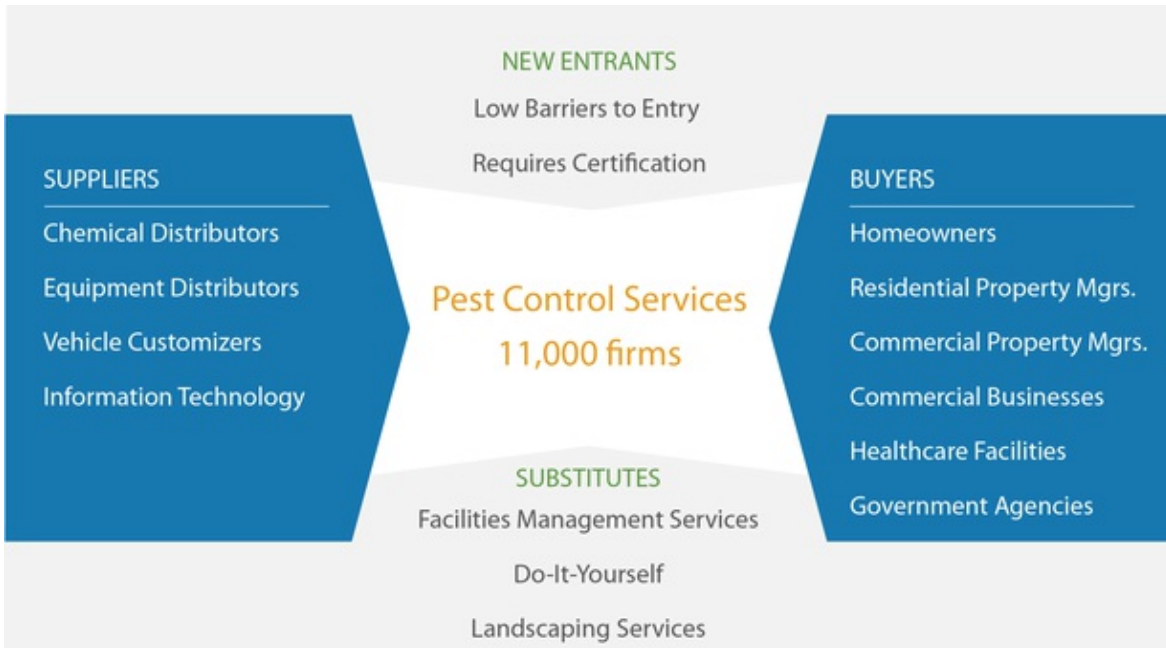 NEW ENTRANTS
Low Barriers to Entry
Requires Certification
SUPPLIERS
Chemical Distributors
Equipment Distributors
Vehicle Customizers
Information Technology
Pest Control Services
11,000 firms
BUYERS
Homeowners
Residential Property Mgrs.
Commercial Property Mgrs.
Commercial Businesses
Healthcare Facilities
Government Agencies
SUBSTITUTES
Facilities Management Services
Do-It-Yourself
Landscaping Services